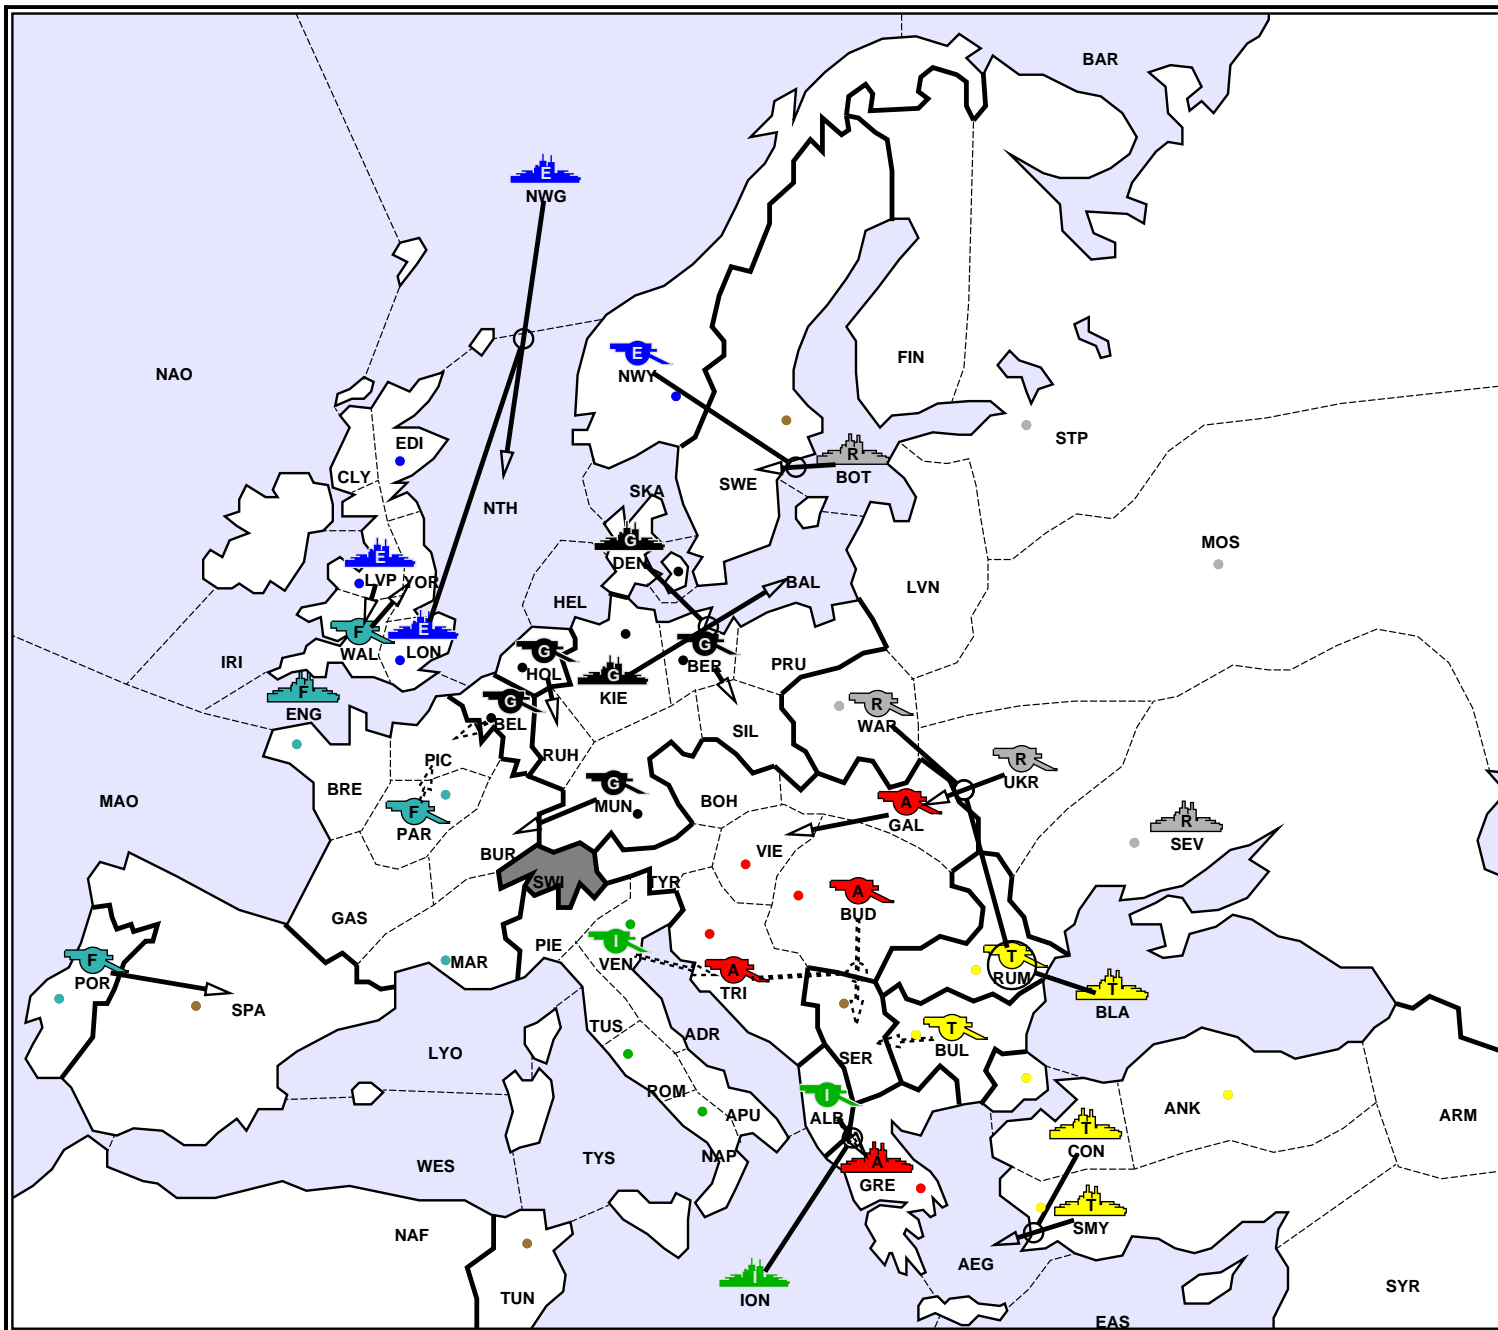 BAR
E
NWG
E
NWY
FIN
NAO
EDI
STP
CLY
R
BOT
SWE
SKA
NTH
G
DEN
MOS
E
LVP
YOR
BAL
LVN
HEL
F
WAL
E
LON
IRI
G
HOL
G
BER
PRU
G
KIE
F
ENG
G
BEL
R
WAR
SIL
RUH
PIC
R
UKR
BRE
G
MUN
BOH
A
GAL
MAO
F
PAR
R
SEV
BUR
VIE
SWI
TYR
A
BUD
GAS
I
VEN
PIE
MAR
F
POR
A
TRI
T
RUM
SPA
T
BLA
TUS
ADR
T
BUL
LYO
SER
ROM
I
ALB
APU
ANK
ARM
T
CON
NAP
TYS
WES
A
GRE
T
SMY
NAF
AEG
I
ION
TUN
SYR
EAS